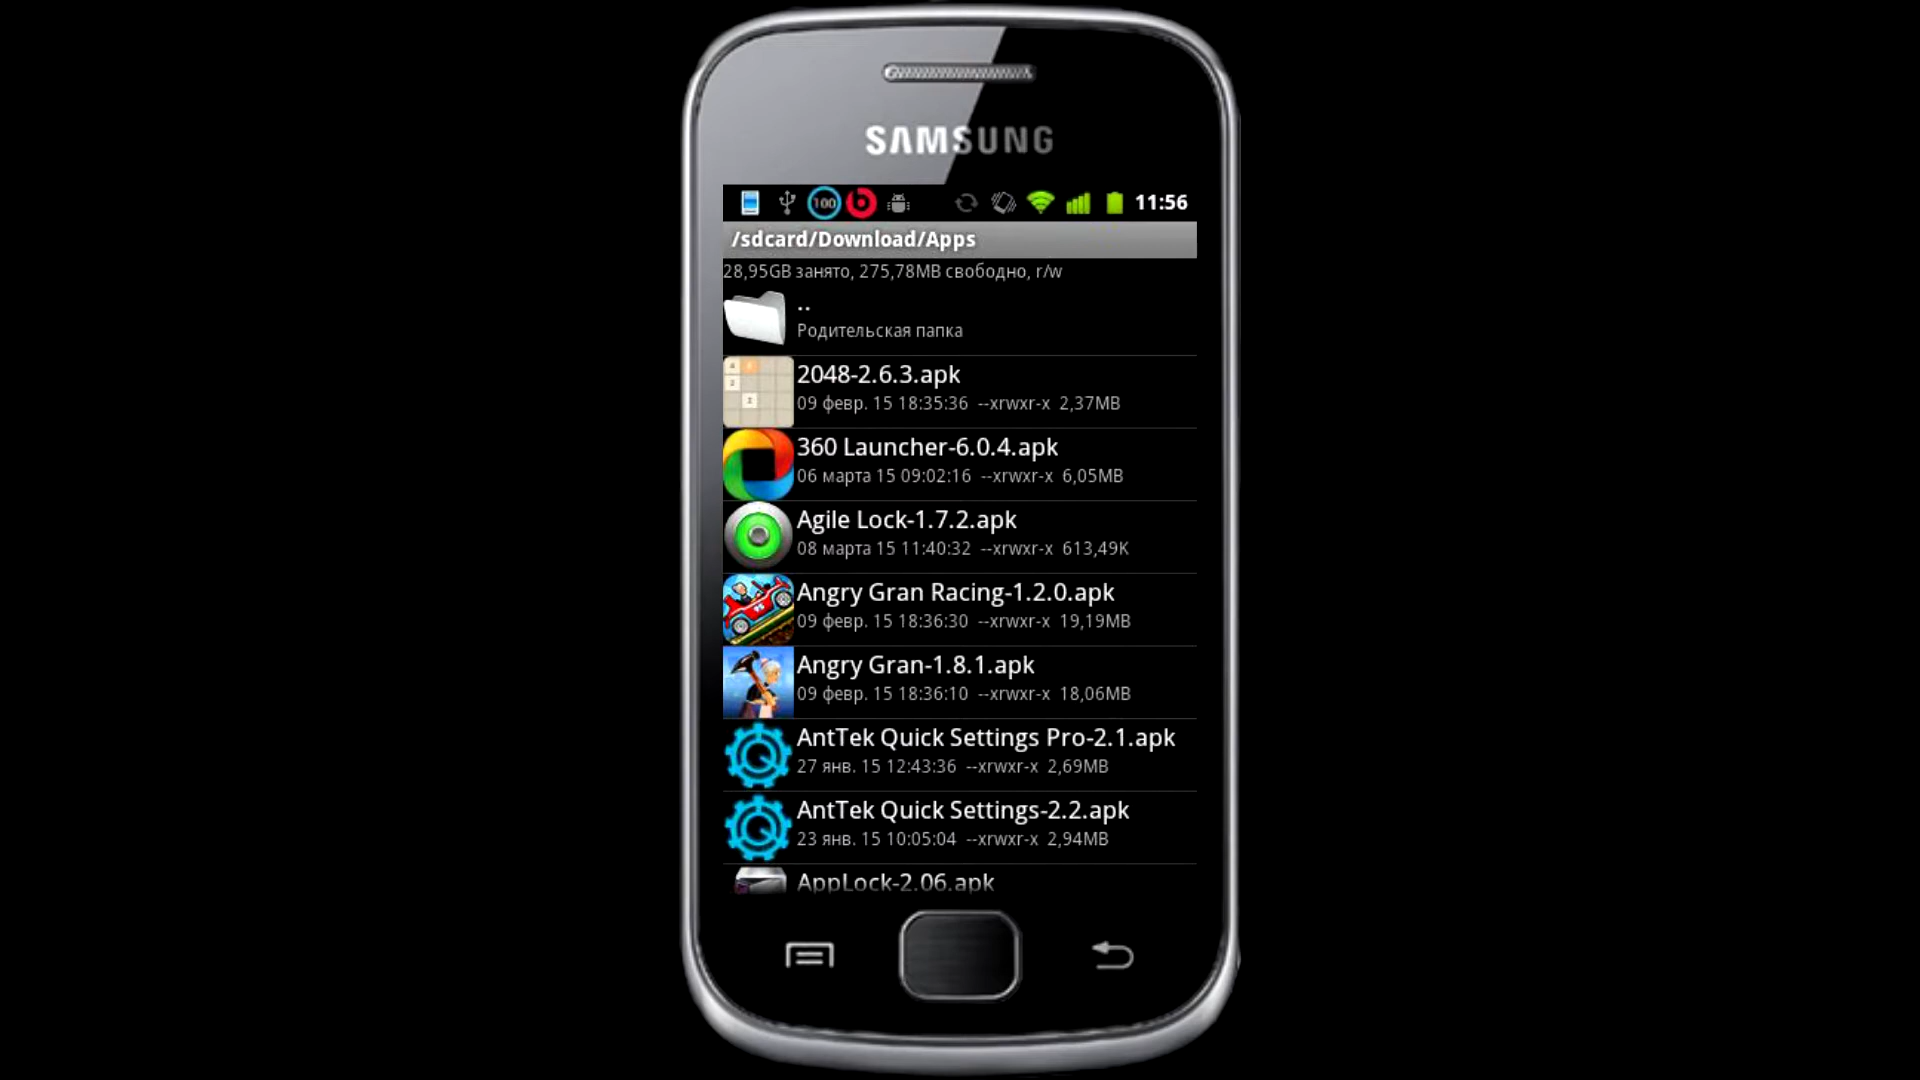 SAMSUNG
100
11:56
/sdcard/Download/Apps
28,95GB занято, 275,78MB свободно, r/w
..
Родительская папка
2048-2.6.3.apk
09 февр. 15 18:35:36 --xrwxr-x 2,37MB
360 Launcher-6.0.4.apk
06 марта 15 09:02:16 --xrwxr-x 6,05MB
Agile Lock-1.7.2.apk
08 марта 15 11:40:32 --xrwxr-x 613,49K
Angry Gran Racing-1.2.0.apk
09 февр. 15 18:36:30 --xrwxr-x 19,19MB
Angry Gran-1.8.1.apk
09 февр. 15 18:36:10 --xrwxr-x 18,06MB
AntTek Quick Settings Pro-2.1.apk
27 янв. 15 12:43:36 --xrwxr-x 2,69MB
AntTek Quick Settings-2.2.apk
23 янв. 15 10:05:04 --xrwxr-x 2,94MB
AppLock-2.06.apk